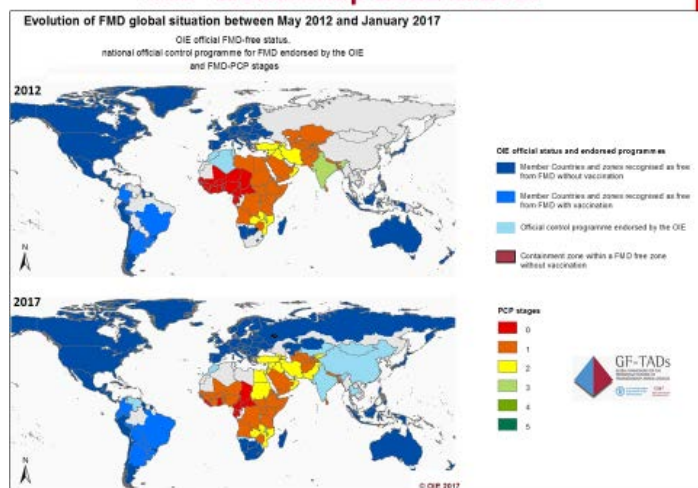 Evolution of FMD global situation between May 2012 and January 2017
OIE official FMD-free status,
national official control programme for FMD endorsed by the OIE
and FMD-PCP stages
2012
N
OIE official status and endorsed programmes
Member Countries and zones recognised as free
from FMD without vaccination
Member Countries and zones recognised as free
from FMD with vaccination
Official control programme endorsed by the OIE
Containment zone within a FMD free zone
without vaccination
2017
N
PCP stages
0
1
2
3
4
5
GF-TADs
© OIE 2017